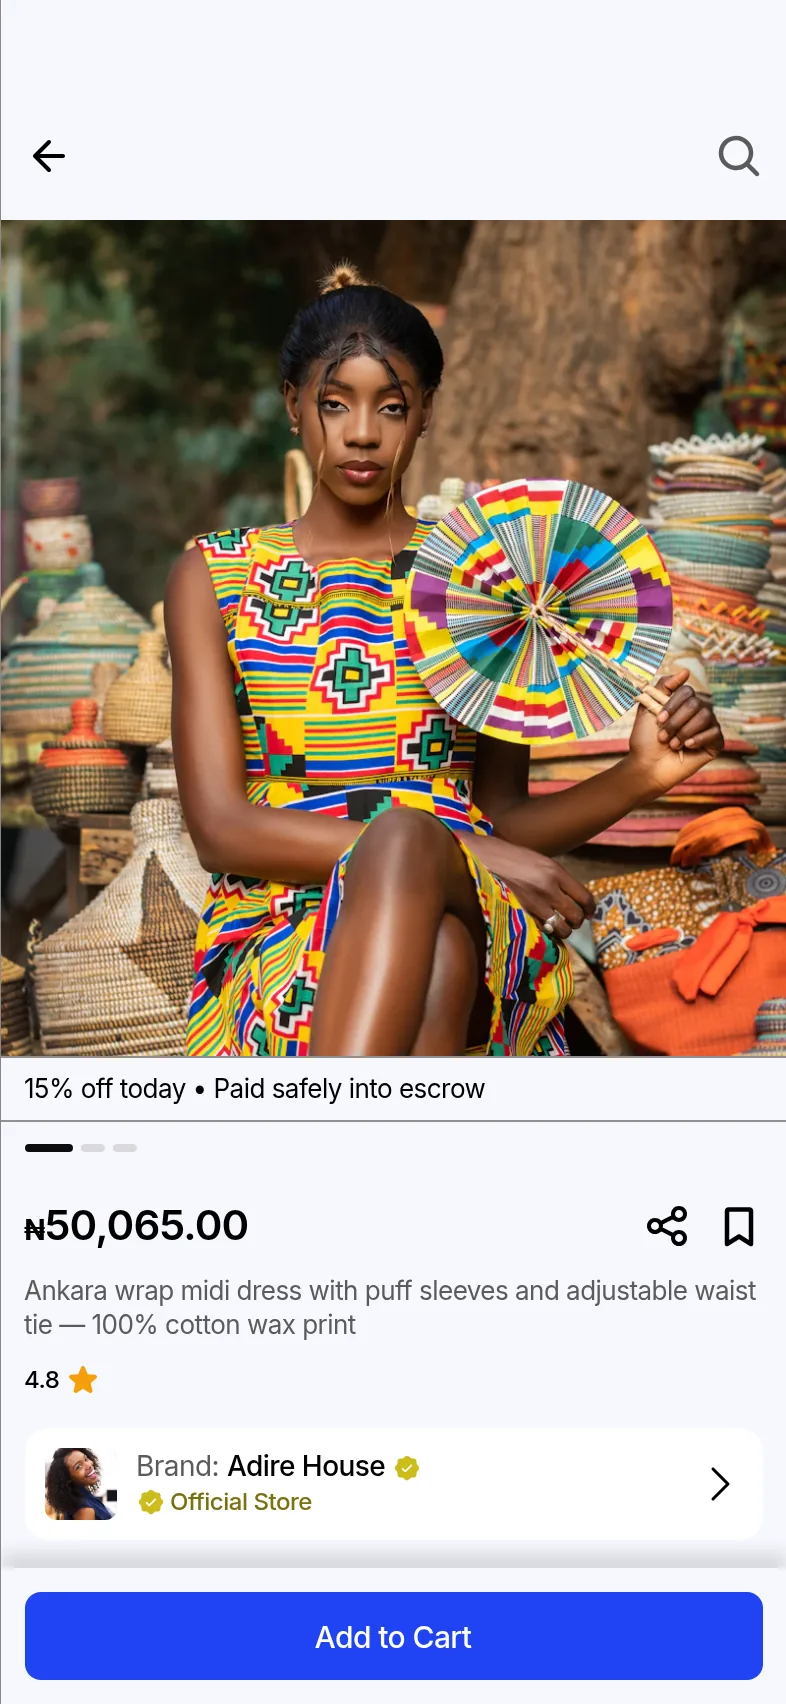 15% off today • Paid safely into escrow
₦50,065.00
Ankara wrap midi dress with puff sleeves and adjustable waist
tie — 100% cotton wax print
4.8
Brand: Adire House
Official Store
Add to Cart